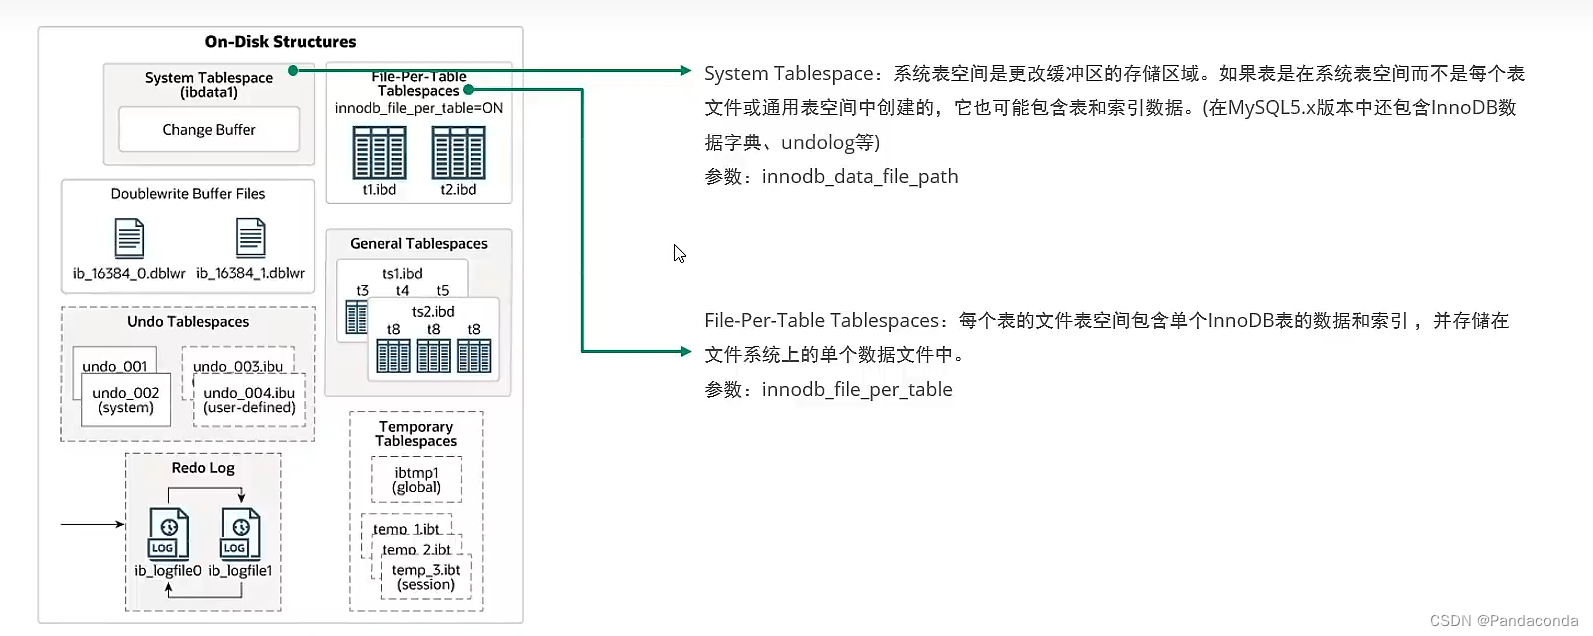 On-Disk Structures
System Tablespace
(ibdata1)
Change Buffer
File-Per-Table
Tablespaces
innodb_file_per_table=ON
t1.ibd
t2.ibd
Doublewrite Buffer Files
ib_16384_0.dblwr
ib_16384_1.dblwr
General Tablespaces
ts1.ibd
t3 t4 t5
ts2.ibd
t8 t8 t8
Undo Tablespaces
undo_001
undo_002
(system)
undo_003.ibu
undo_004.ibu
(user-defined)
Temporary
Tablespaces
ibtmp1
(global)
temp_1.ibt
temp_2.ibt
temp_3.ibt
(session)
Redo Log
LOG
LOG
ib_logfile0
ib_logfile1
System Tablespace：系统表空间是更改缓冲区的存储区域。如果表是在系统表空间而不是每个表
文件或通用表空间中创建的，它也可能包含表和索引数据。(在MySQL5.x版本中还包含InnoDB数
据字典、undolog等)
参数：innodb_data_file_path
File-Per-Table Tablespaces：每个表的文件表空间包含单个InnoDB表的数据和索引 ，并存储在
文件系统上的单个数据文件中。
参数：innodb_file_per_table
CSDN @Pandaconda